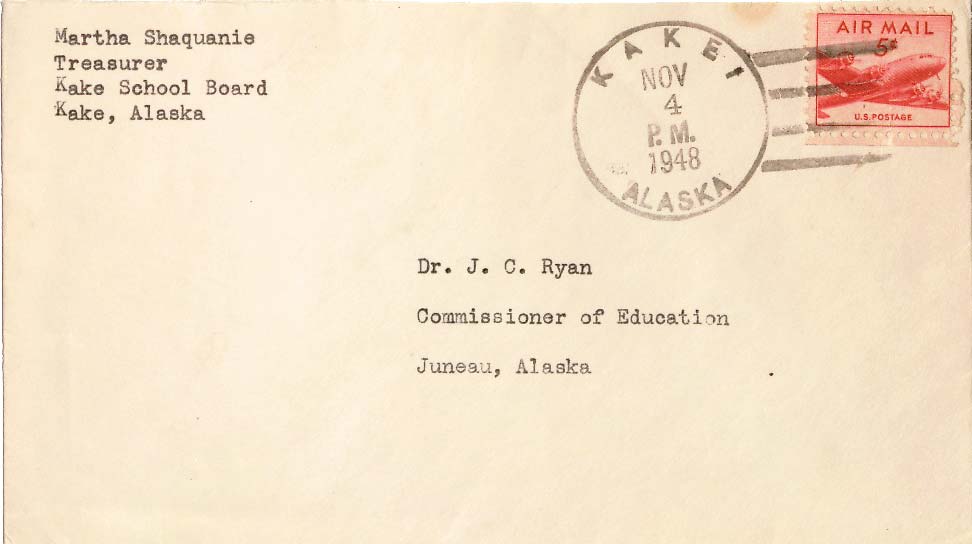 Martha Shaquanie
Treasurer
Kake School Board
Kake, Alaska
KAKEI
NOV
4
P.M.
1948
ALASKA
AIR MAIL
5¢
U.S. POSTAGE
Dr. J. C. Ryan
Commissioner of Education
Juneau, Alaska